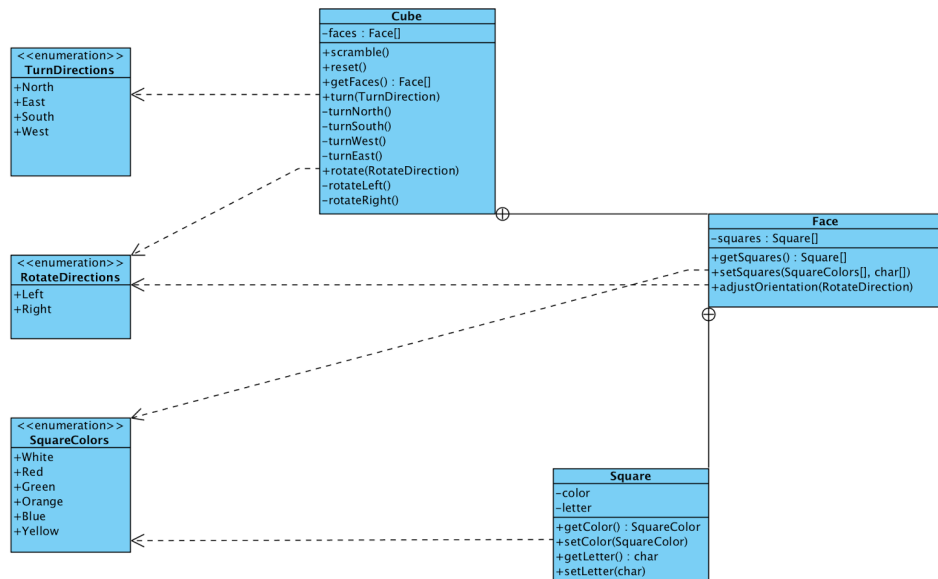 Cube
-faces : Face[]
+scramble()
+reset()
+getFaces() : Face[]
+turn(TurnDirection)
-turnNorth()
-turnSouth()
-turnWest()
-turnEast()
+rotate(RotateDirection)
-rotateLeft()
-rotateRight()
<<enumeration>>
TurnDirections
+North
+East
+South
+West
Face
-squares : Square[]
+getSquares() : Square[]
+setSquares(SquareColors[], char[])
+adjustOrientation(RotateDirection)
<<enumeration>>
RotateDirections
+Left
+Right
<<enumeration>>
SquareColors
+White
+Red
+Green
+Orange
+Blue
+Yellow
Square
-color
-letter
+getColor() : SquareColor
+setColor(SquareColor)
+getLetter() : char
+setLetter(char)